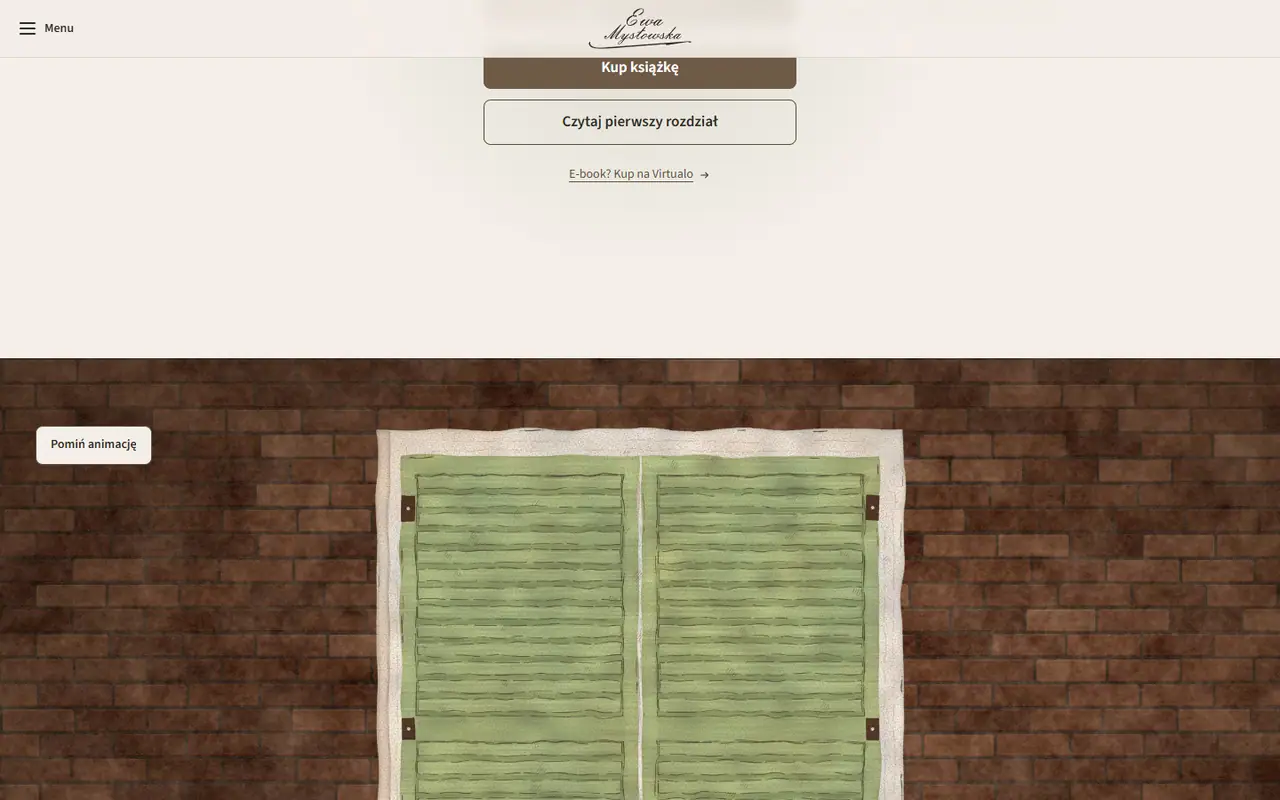 Menu
Ewa
Mysłowska
Kup książkę
Czytaj pierwszy rozdział
E-book? Kup na Virtualo →
Pomiń animację